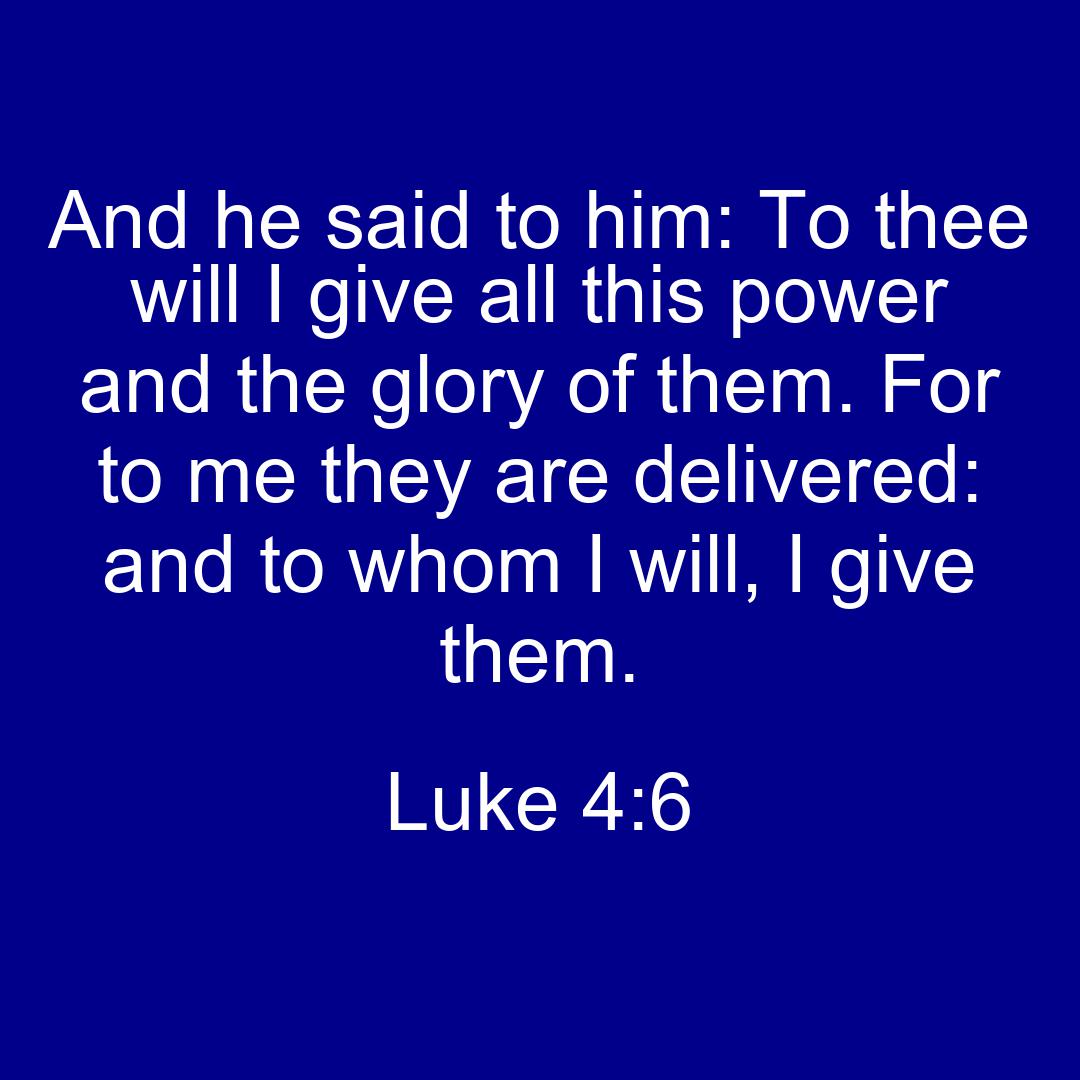 And he said to him: To thee
will I give all this power
and the glory of them. For
to me they are delivered:
and to whom I will, I give
them.
Luke 4:6